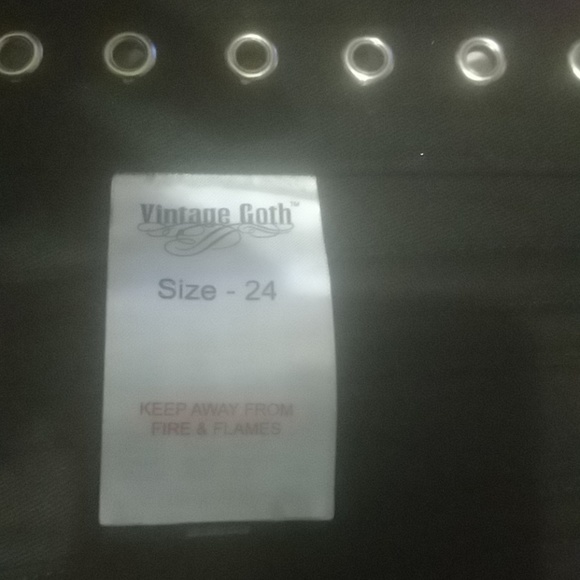 Vintage Goth™
Size - 24
KEEP AWAY FROM
FIRE & FLAMES